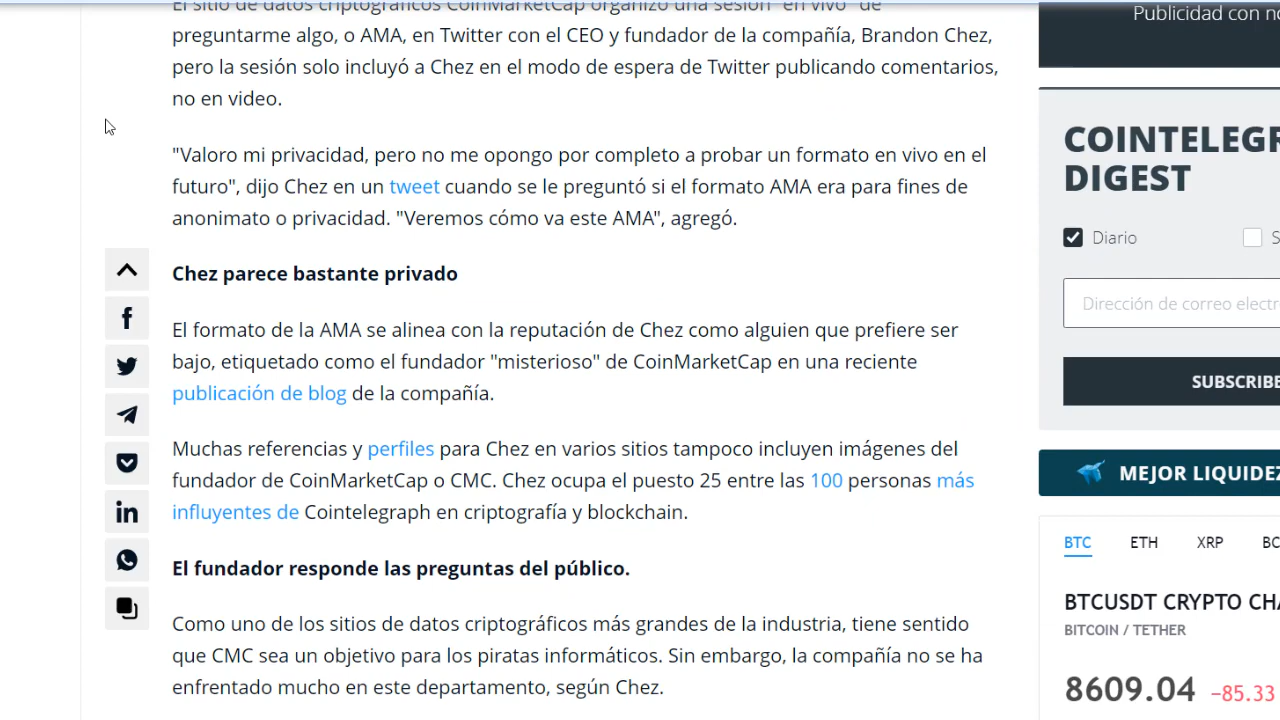 El sitio de datos criptográficos CoinMarketCap organizó una sesión "en vivo" de
preguntarme algo, o AMA, en Twitter con el CEO y fundador de la compañía, Brandon Chez,
pero la sesión solo incluyó a Chez en el modo de espera de Twitter publicando comentarios,
no en video.
"Valoro mi privacidad, pero no me opongo por completo a probar un formato en vivo en el
futuro", dijo Chez en un tweet cuando se le preguntó si el formato AMA era para fines de
anonimato o privacidad. "Veremos cómo va este AMA", agregó.
Chez parece bastante privado
El formato de la AMA se alinea con la reputación de Chez como alguien que prefiere ser
bajo, etiquetado como el fundador "misterioso" de CoinMarketCap en una reciente
publicación de blog de la compañía.
Muchas referencias y perfiles para Chez en varios sitios tampoco incluyen imágenes del
fundador de CoinMarketCap o CMC. Chez ocupa el puesto 25 entre las 100 personas más
influyentes de Cointelegraph en criptografía y blockchain.
El fundador responde las preguntas del público.
Como uno de los sitios de datos criptográficos más grandes de la industria, tiene sentido
que CMC sea un objetivo para los piratas informáticos. Sin embargo, la compañía no se ha
enfrentado mucho en este departamento, según Chez.
Publicidad con no
COINTELEGR
DIGEST
Diario S
Dirección de correo electr
SUBSCRIBE
MEJOR LIQUIDEZ
BTC ETH XRP BC
BTCUSDT CRYPTO CHA
BITCOIN / TETHER
8609.04 −85.33